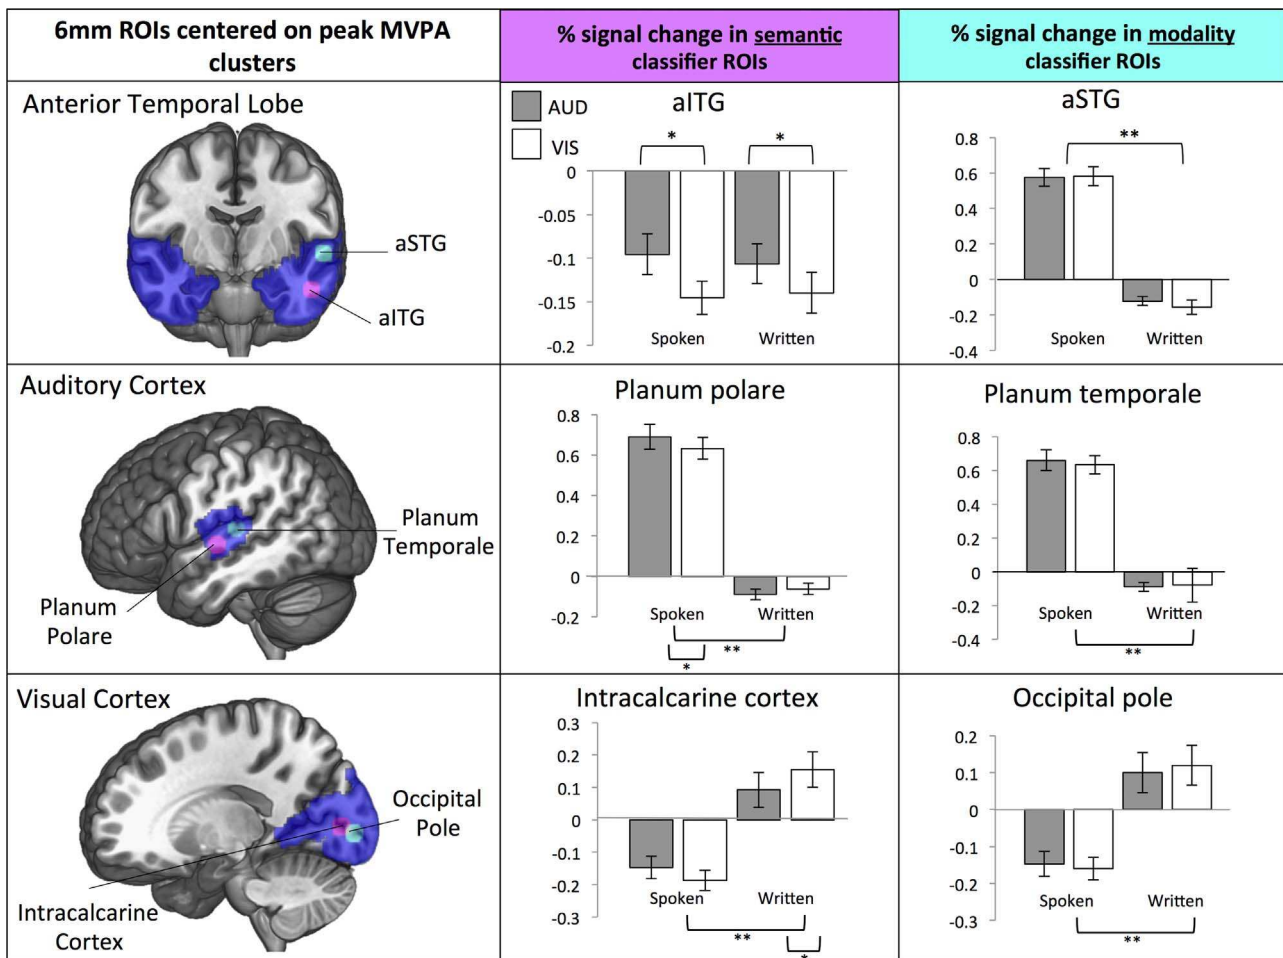 6mm ROIs centered on peak MVPA
clusters
% signal change in semantic
classifier ROIs
% signal change in modality
classifier ROIs
Anterior Temporal Lobe
aSTG
aITG
aITG
AUD
VIS
*
*
0
-0.05
-0.1
-0.15
-0.2
Spoken
Written
aSTG
**
0.8
0.6
0.4
0.2
0
-0.2
-0.4
Spoken
Written
Auditory Cortex
Planum
Temporale
Planum
Polare
Planum polare
0.8
0.6
0.4
0.2
0
-0.2
Spoken
Written
**
*
Planum temporale
0.8
0.6
0.4
0.2
0
-0.2
-0.4
Spoken
Written
**
Visual Cortex
Occipital
Pole
Intracalcarine
Cortex
Intracalcarine cortex
0.3
0.2
0.1
0
-0.1
-0.2
-0.3
Spoken
Written
**
*
Occipital pole
0.2
0.1
0
-0.1
-0.2
-0.3
Spoken
Written
**